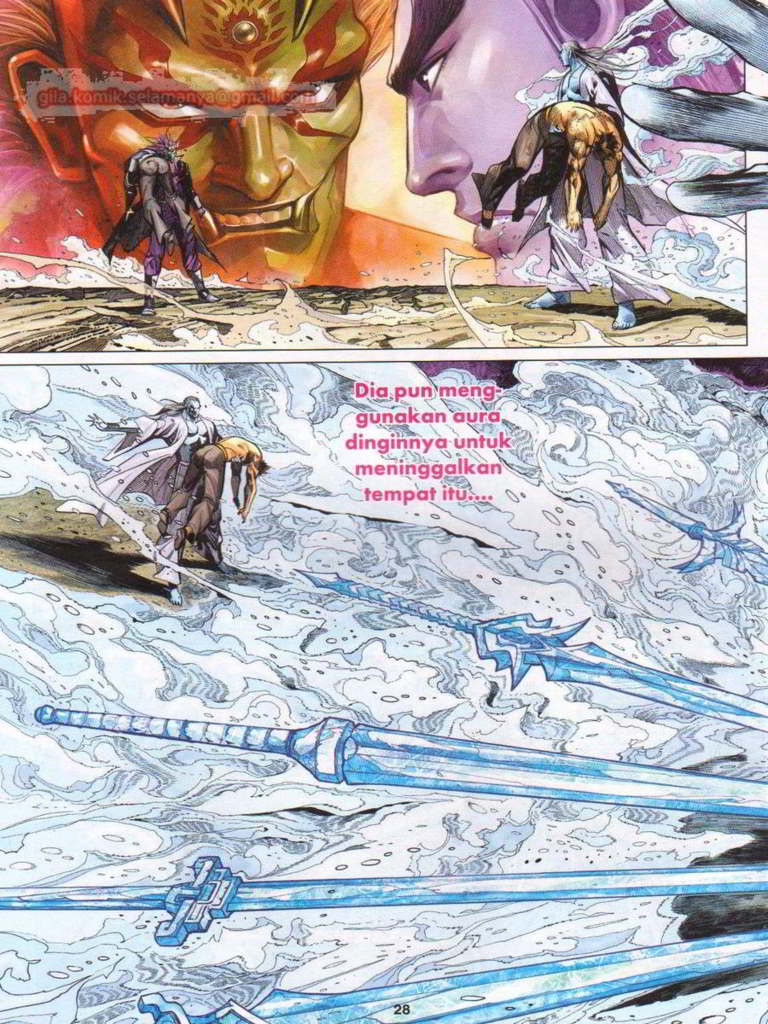 gila.komik.selamanya@gmail.com
Dia pun meng-
gunakan aura
dinginnya untuk
meninggalkan
tempat itu....
28